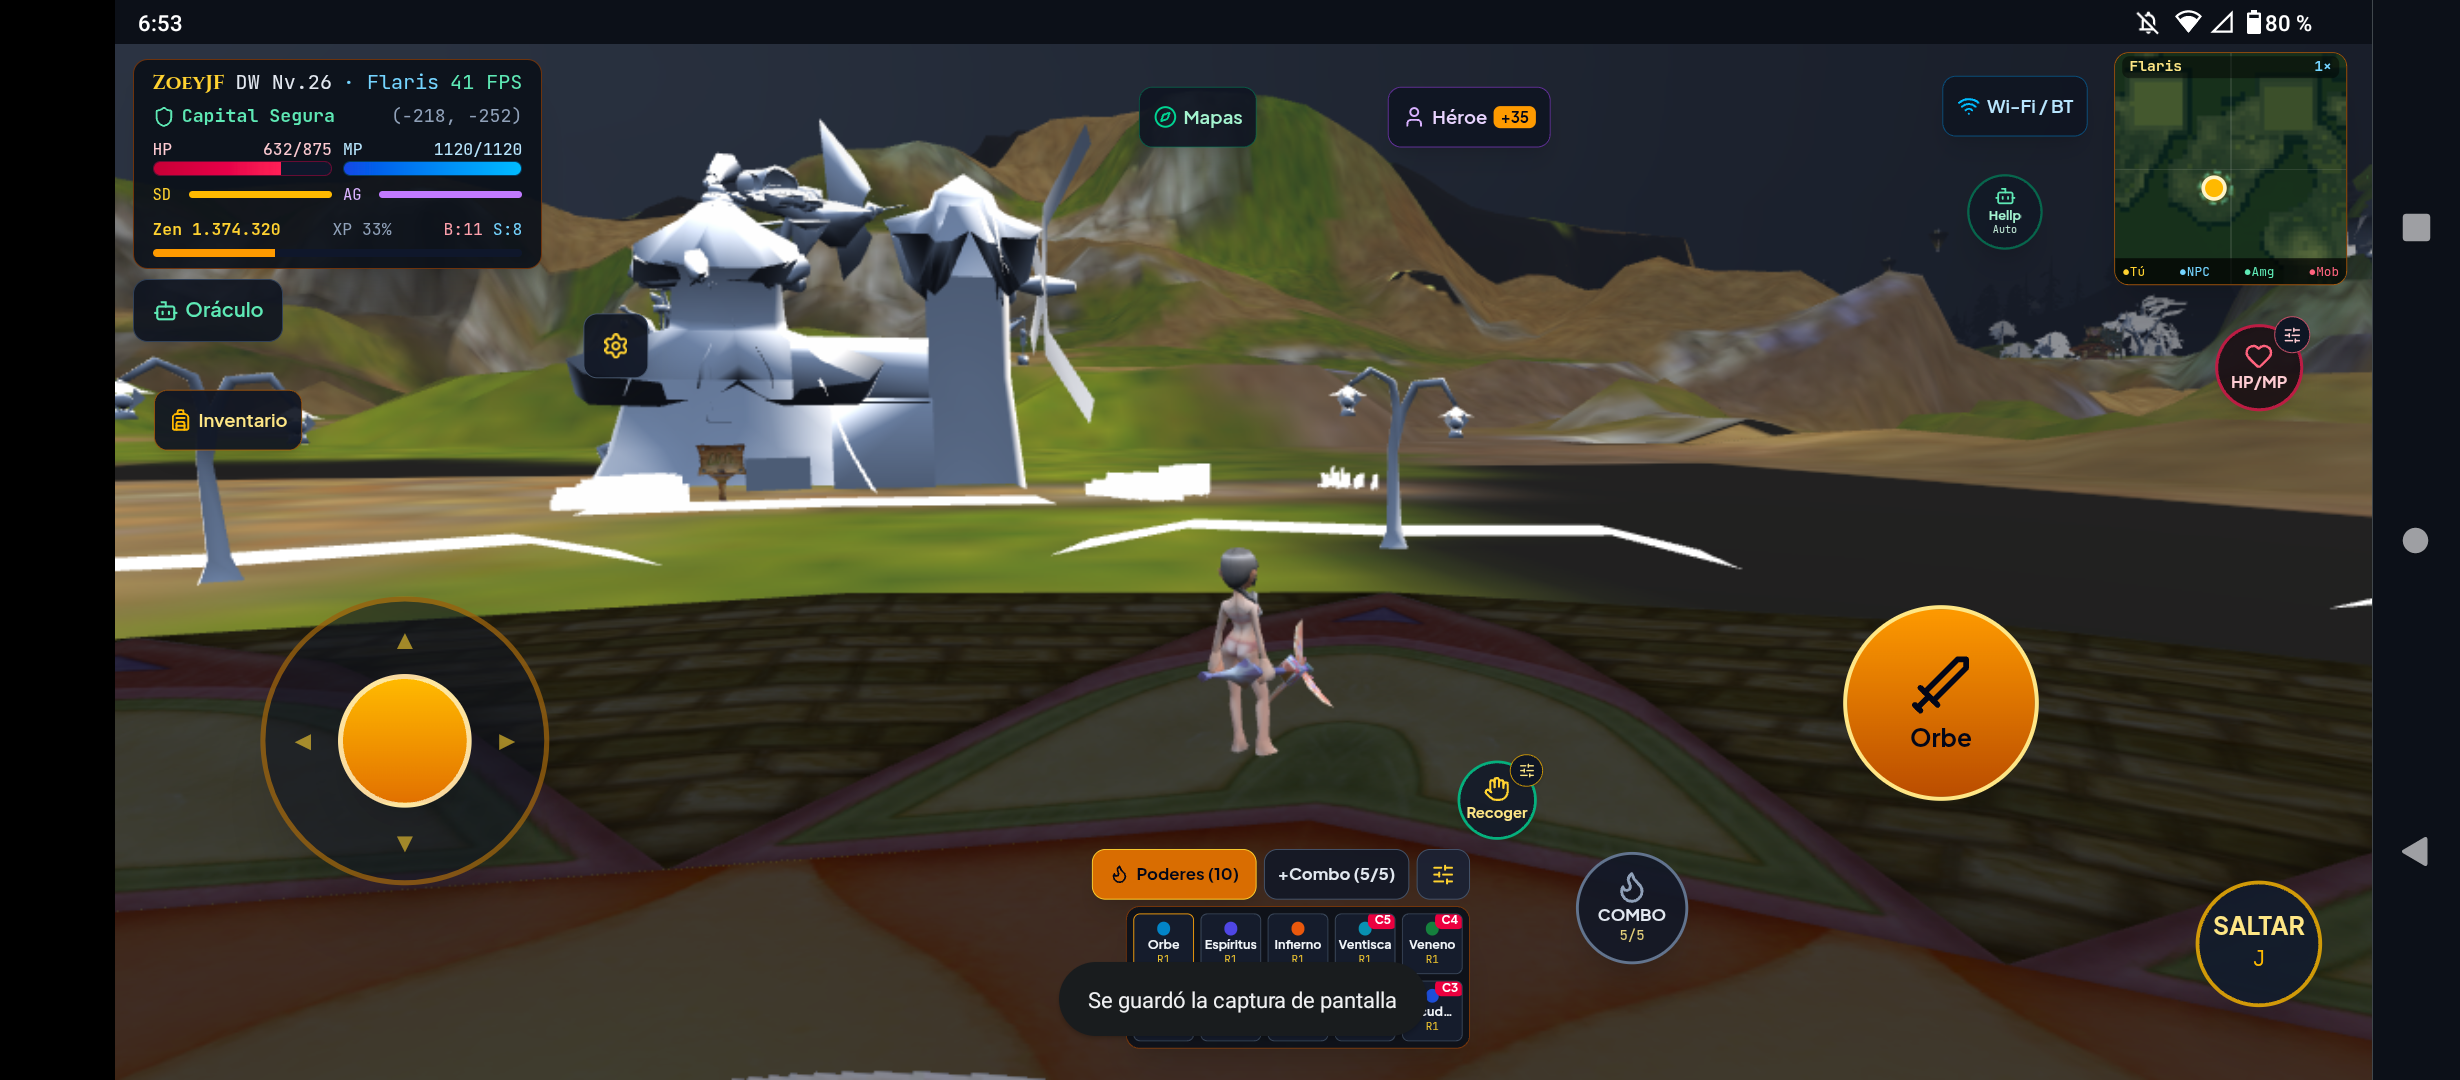 6:53
80 %
ZOEYJF DW Nv.26 · Flaris 41 FPS
Capital Segura (-218, -252)
HP 632/875 MP 1120/1120
SD AG
Zen 1.374.320 XP 33% B:11 S:8
Oráculo
Inventario
Mapas
Héroe +35
Wi-Fi / BT
Hellp
Auto
Flaris 1×
Tú NPC Amg Mob
HP/MP
Orbe
Recoger
Poderes (10) +Combo (5/5)
C5 C4
Orbe Espíritus Infierno Ventisca Veneno
R1 R1 R1 R1 R1
C3
R1
Se guardó la captura de pantalla
COMBO
5/5
SALTAR
J